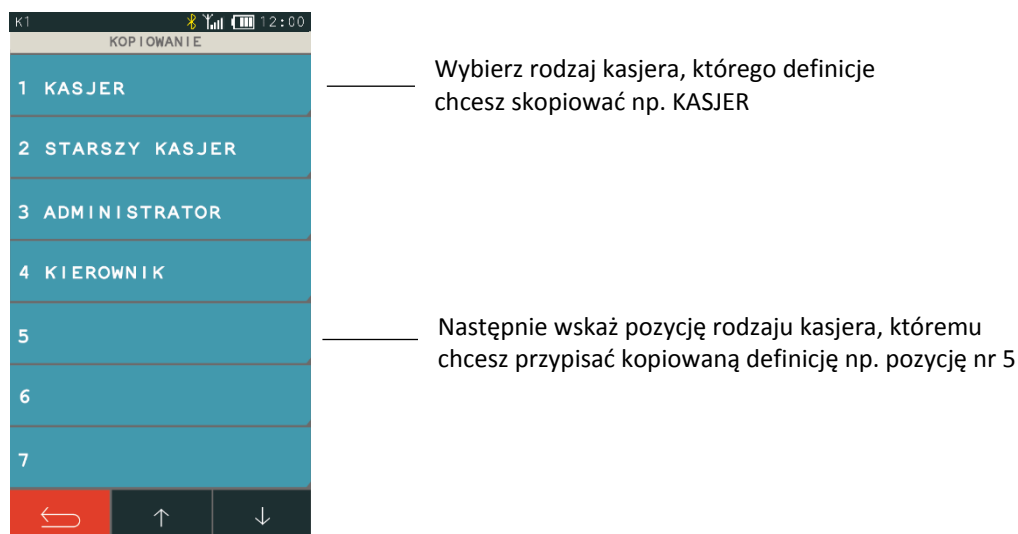 K1 12:00
KOPIOWANIE
1 KASJER
Wybierz rodzaj kasjera, którego definicje
chcesz skopiować np. KASJER
2 STARSZY KASJER
3 ADMINISTRATOR
4 KIEROWNIK
5
Następnie wskaż pozycję rodzaju kasjera, któremu
chcesz przypisać kopiowaną definicję np. pozycję nr 5
6
7